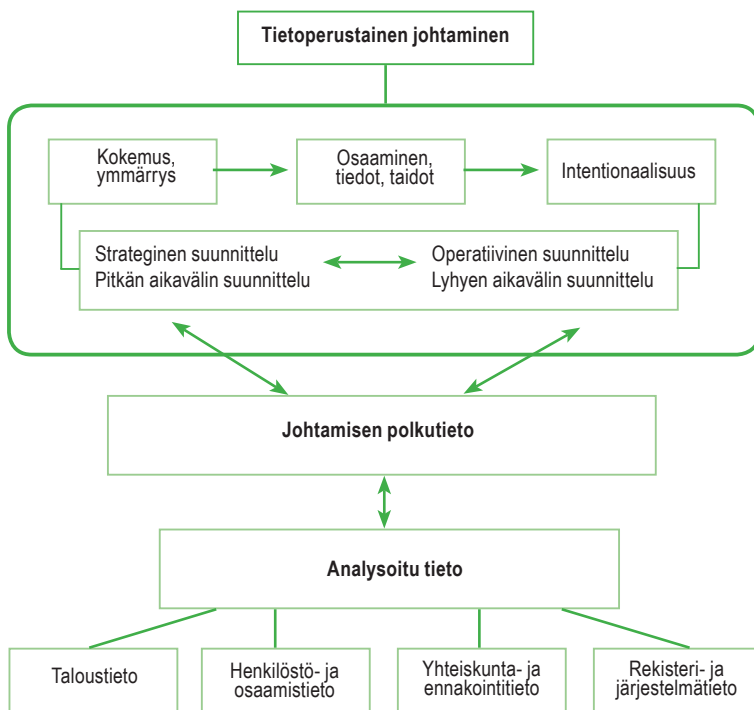 Tietoperustainen johtaminen
Kokemus,
ymmärrys
Osaaminen,
tiedot, taidot
Intentionaalisuus
Strateginen suunnittelu
Pitkän aikavälin suunnittelu
Operatiivinen suunnittelu
Lyhyen aikavälin suunnittelu
Johtamisen polkutieto
Analysoitu tieto
Taloustieto
Henkilöstö- ja
osaamistieto
Yhteiskunta- ja
ennakointitieto
Rekisteri- ja
järjestelmätieto